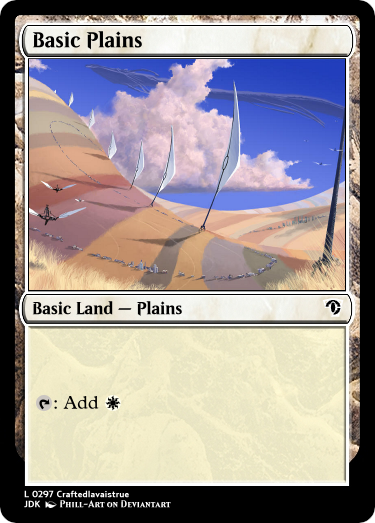 Basic Plains
Basic Land — Plains
: Add
L 0297 Craftedlavaistrue
JDK Phill-Art on Deviantart